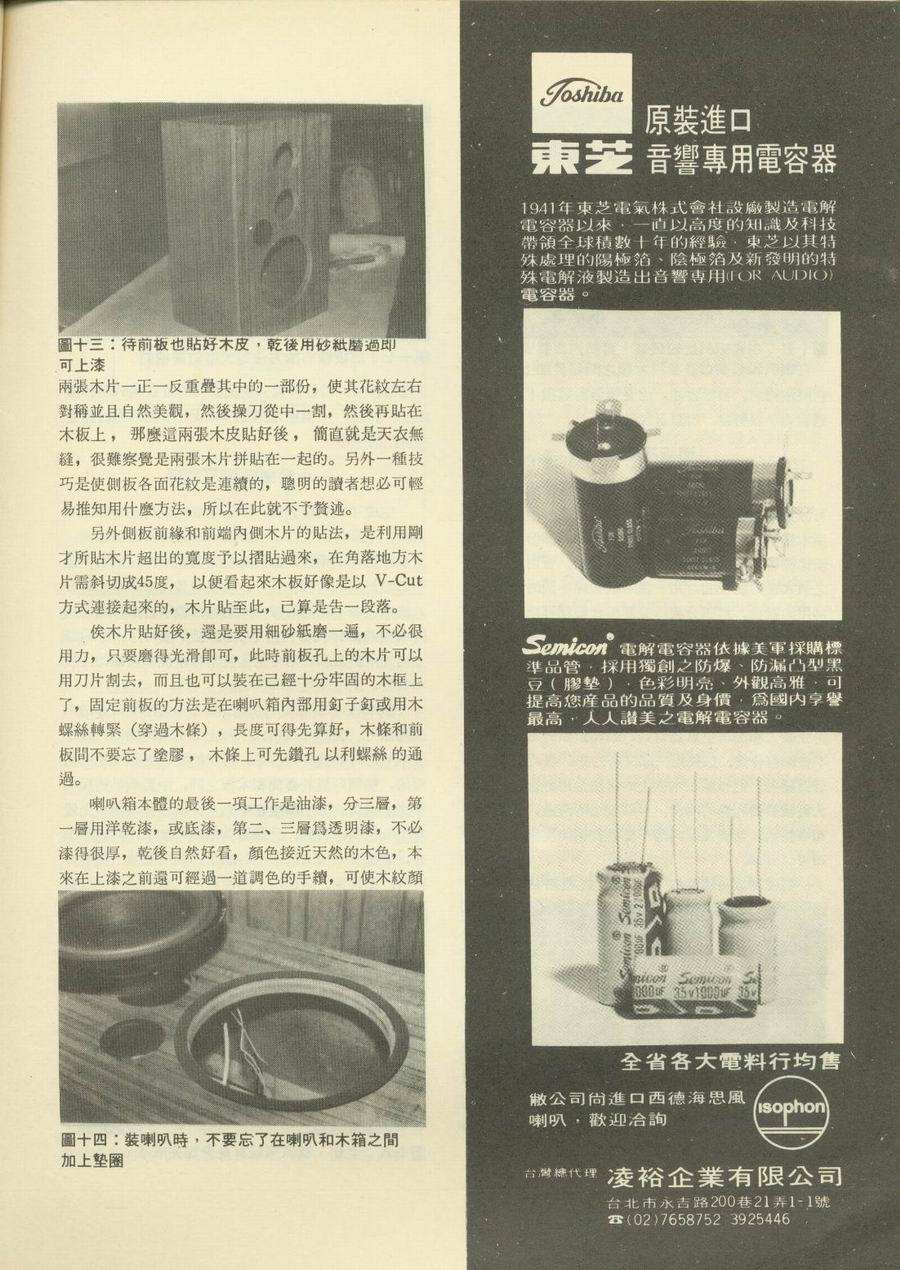 圖十三：待前板也貼好木皮，乾後用砂紙磨過即
可上漆
兩張木片一正一反重疊其中的一部份，使其花紋左右
對稱並且自然美觀，然後操刀從中一割，然後再貼在
木板上，那麼這兩張木皮貼好後，簡直就是天衣無
縫，很難察覺是兩張木片拼貼在一起的。另外一種技
巧是使側板各面花紋是連續的，聰明的讀者想必可輕
易推知用什麼方法，所以在此就不予贅述。
另外側板前緣和前端內側木片的貼法，是利用剛
才所貼木片超出的寬度予以摺貼過來，在角落地方木
片需斜切成45度，以便看起來木板好像是以 V-Cut
方式連接起來的，木片貼至此，己算是告一段落。
俟木片貼好後，還是要用細砂紙磨一遍，不必很
用力，只要磨得光滑卽可，此時前板孔上的木片可以
用刀片割去，而且也可以裝在已經十分牢固的木框上
了，固定前板的方法是在喇叭箱內部用釘子釘或用木
螺絲轉緊（穿過木條），長度可得先算好，木條和前
板間不要忘了塗膠，木條上可先鑽孔以利螺絲的通
過。
喇叭箱本體的最後一項工作是油漆，分三層，第
一層用洋乾漆，或底漆，第二、三層爲透明漆，不必
漆得很厚，乾後自然好看，顏色接近天然的木色，本
來在上漆之前還可經過一道調色的手續，可使木紋顏
圖十四：裝喇叭時，不要忘了在喇叭和木箱之間
加上墊圈
Toshiba
原裝進口
東芝 音響專用電容器
1941年東芝電氣株式會社設廠製造電解
電容器以來，一直以高度的知識及科技
帶領全球積數十年的經驗，東芝以其特
殊處理的陽極箔、陰極箔及新發明的特
殊電解液製造出音響専用(FOR AUDIO)
電容器。
Toshiba
Toshiba
Semicon® 電解電容器依據美軍採購標
準品管，採用獨創之防爆、防漏凸型黑
豆（膠墊），色彩明亮、外觀高雅，可
提高您産品的品質及身價，爲國内享譽
最高，人人讃美之電解電容器。
Semicon 35v 2200uF
Semicon
35v1000uF
全省各大電料行均售
敝公司尚進口西德海思風
喇叭，歡迎洽詢
isophon
台灣總代理 凌裕企業有限公司
台北市永吉路200巷21弄1-1號
☎(02)7658752 3925446